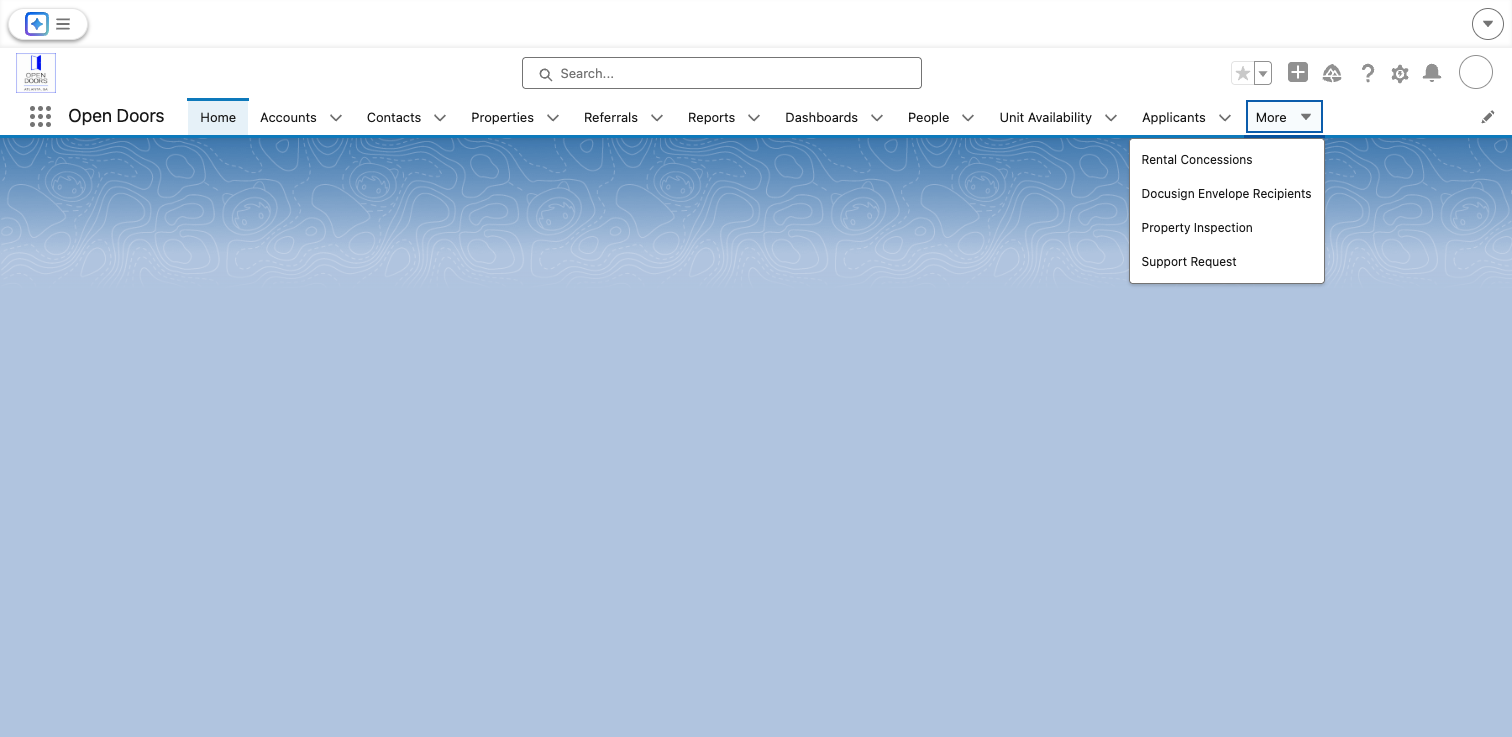 OPEN
DOORS
ATLANTA, GA
Search...
Open Doors
Home
Accounts
Contacts
Properties
Referrals
Reports
Dashboards
People
Unit Availability
Applicants
More
Rental Concessions
Docusign Envelope Recipients
Property Inspection
Support Request